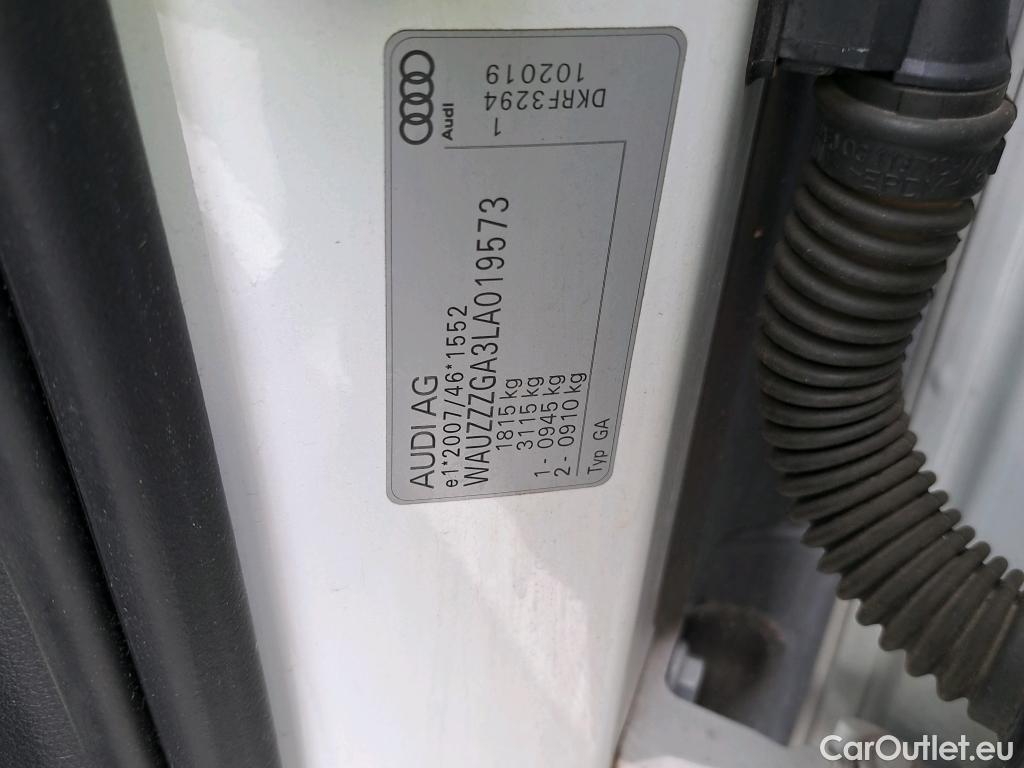 AUDI AG
e1*2007/46*1552
WAUZZZGA3LA019573
1815 kg
3115 kg
1- 0945 kg
2- 0910 kg
Typ GA
Audi
DKRF3294
102019
1
CarOutlet.eu